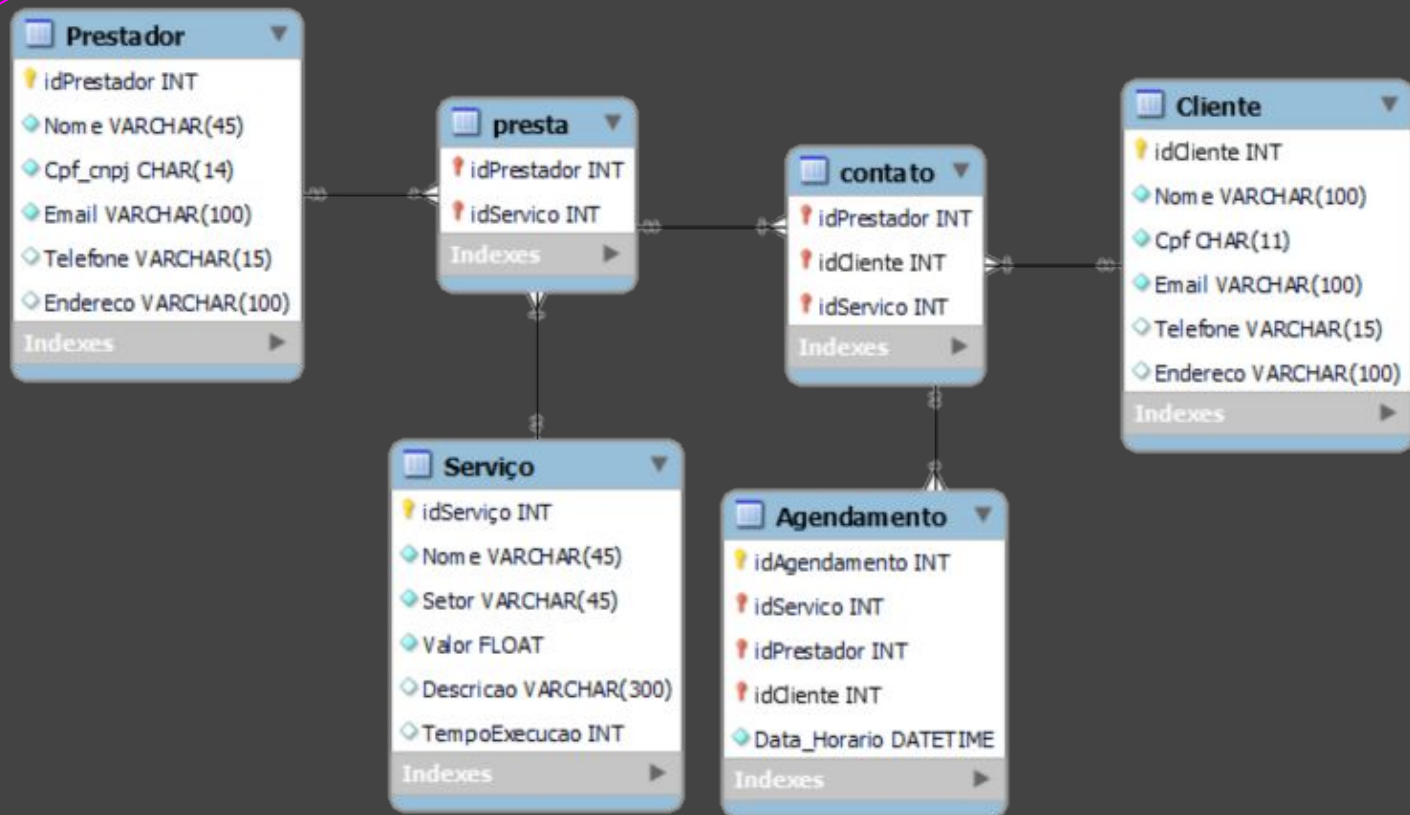 Prestador
idPrestador INT
Nome VARCHAR(45)
Cpf_cnpj CHAR(14)
Email VARCHAR(100)
Telefone VARCHAR(15)
Endereco VARCHAR(100)
Indexes
presta
idPrestador INT
idServico INT
Indexes
contato
idPrestador INT
idCliente INT
idServico INT
Indexes
Cliente
idCliente INT
Nome VARCHAR(100)
Cpf CHAR(11)
Email VARCHAR(100)
Telefone VARCHAR(15)
Endereco VARCHAR(100)
Indexes
Serviço
idServiço INT
Nome VARCHAR(45)
Setor VARCHAR(45)
Valor FLOAT
Descricao VARCHAR(300)
TempoExecucao INT
Indexes
Agendamento
idAgendamento INT
idServico INT
idPrestador INT
idCliente INT
Data_Horario DATETIME
Indexes